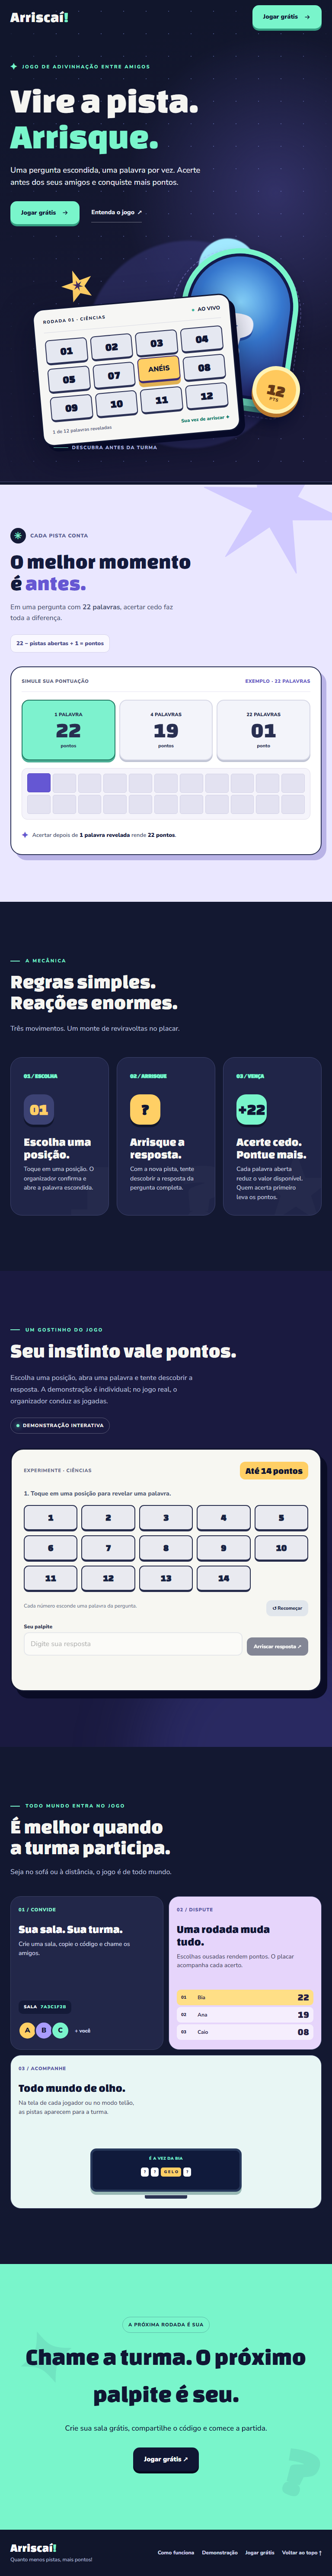 Arriscaí!
Jogar grátis →
JOGO DE ADIVINHAÇÃO ENTRE AMIGOS
Vire a pista.
Arrisque.
Uma pergunta escondida, uma palavra por vez. Acerte
antes dos seus amigos e conquiste mais pontos.
Jogar grátis →
Entenda o jogo ↗
RODADA 01 · CIÊNCIAS
AO VIVO
01 02 03 04
05 07 ANÉIS 08
09 10 11 12
1 de 12 palavras reveladas
Sua vez de arriscar
12
PTS
DESCUBRA ANTES DA TURMA
CADA PISTA CONTA
O melhor momento
é antes.
Em uma pergunta com 22 palavras, acertar cedo faz
toda a diferença.
22 − pistas abertas + 1 = pontos
SIMULE SUA PONTUAÇÃO
EXEMPLO · 22 PALAVRAS
1 PALAVRA
22
pontos
4 PALAVRAS
19
pontos
22 PALAVRAS
01
ponto
Acertar depois de 1 palavra revelada rende 22 pontos.
A MECÂNICA
Regras simples.
Reações enormes.
Três movimentos. Um monte de reviravoltas no placar.
01 / ESCOLHA
01
Escolha uma
posição.
Toque em uma posição. O
organizador confirma e
abre a palavra escondida.
02 / ARRISQUE
?
Arrisque a
resposta.
Com a nova pista, tente
descobrir a resposta da
pergunta completa.
03 / VENÇA
+22
Acerte cedo.
Pontue mais.
Cada palavra aberta
reduz o valor disponível.
Quem acerta primeiro
leva os pontos.
UM GOSTINHO DO JOGO
Seu instinto vale pontos.
Escolha uma posição, abra uma palavra e tente descobrir a
resposta. A demonstração é individual; no jogo real, o
organizador conduz as jogadas.
DEMONSTRAÇÃO INTERATIVA
EXPERIMENTE · CIÊNCIAS
Até 14 pontos
1. Toque em uma posição para revelar uma palavra.
1 2 3 4 5
6 7 8 9 10
11 12 13 14
Cada número esconde uma palavra da pergunta.
↺ Recomeçar
Seu palpite
Digite sua resposta
Arriscar resposta ↗
TODO MUNDO ENTRA NO JOGO
É melhor quando
a turma participa.
Seja no sofá ou à distância, o jogo é de todo mundo.
01 / CONVIDE
Sua sala. Sua turma.
Crie uma sala, copie o código e chame os
amigos.
SALA 7A3C1F2B
A B C + você
02 / DISPUTE
Uma rodada muda
tudo.
Escolhas ousadas rendem pontos. O placar
acompanha cada acerto.
01 Bia 22
02 Ana 19
03 Caio 08
03 / ACOMPANHE
Todo mundo de olho.
Na tela de cada jogador ou no modo telão,
as pistas aparecem para a turma.
É A VEZ DA BIA
GELO
A PRÓXIMA RODADA É SUA
Chame a turma. O próximo
palpite é seu.
Crie sua sala grátis, compartilhe o código e comece a partida.
Jogar grátis ↗
?
Arriscaí!
Quanto menos pistas, mais pontos!
Como funciona Demonstração Jogar grátis Voltar ao topo ↑